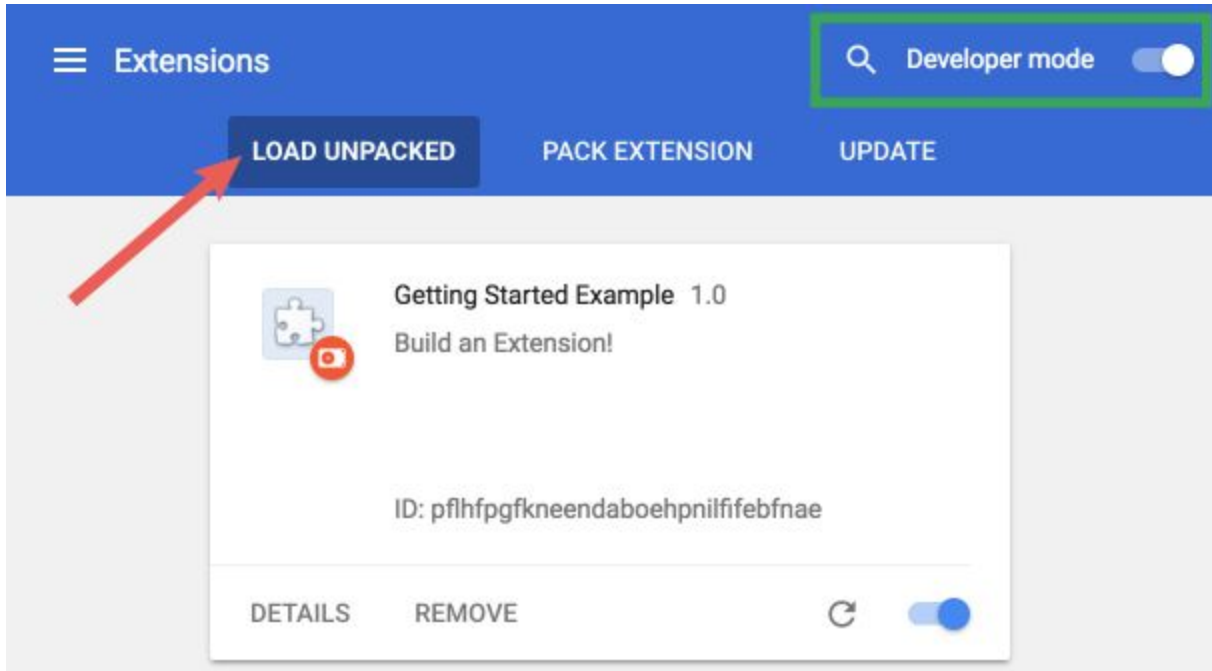 Extensions
Developer mode
LOAD UNPACKED PACK EXTENSION UPDATE
Getting Started Example 1.0
Build an Extension!
ID: pflhfpgfkneendaboehpnilfifebfnae
DETAILS REMOVE